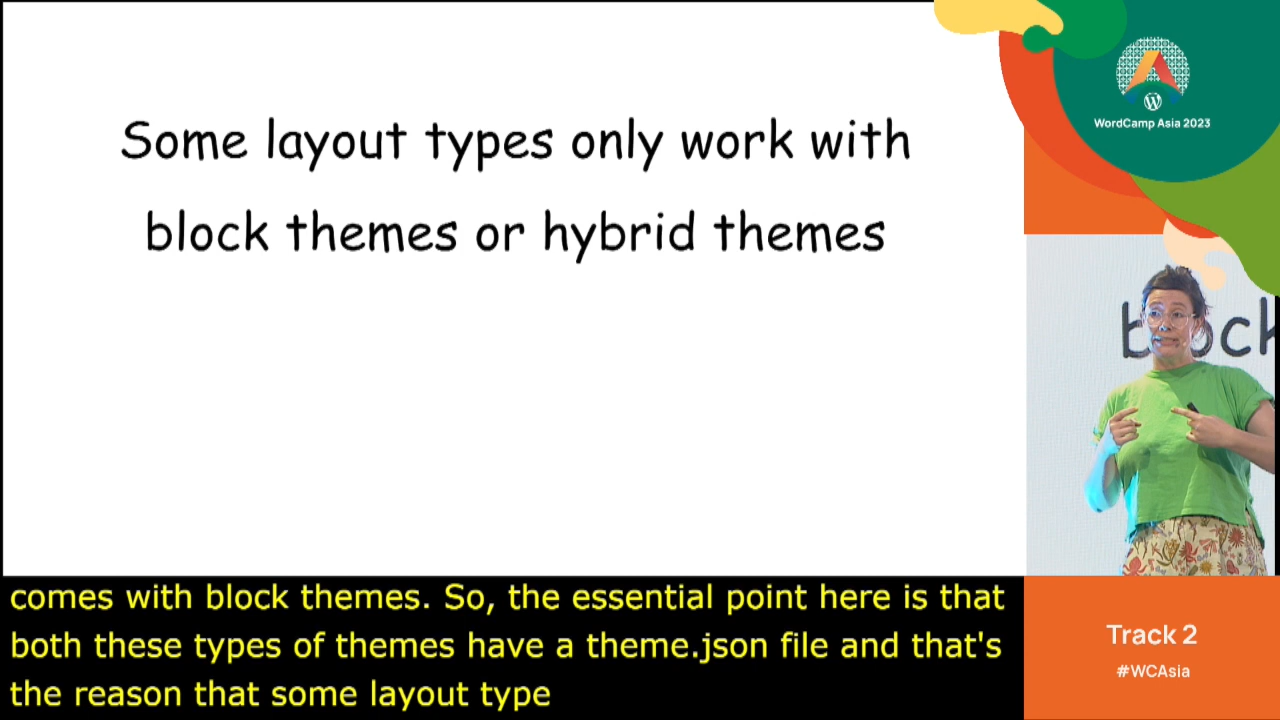 Some layout types only work with
block themes or hybrid themes
WordCamp Asia 2023
block
comes with block themes. So, the essential point here is that
both these types of themes have a theme.json file and that's
the reason that some layout type
Track 2
#WCAsia